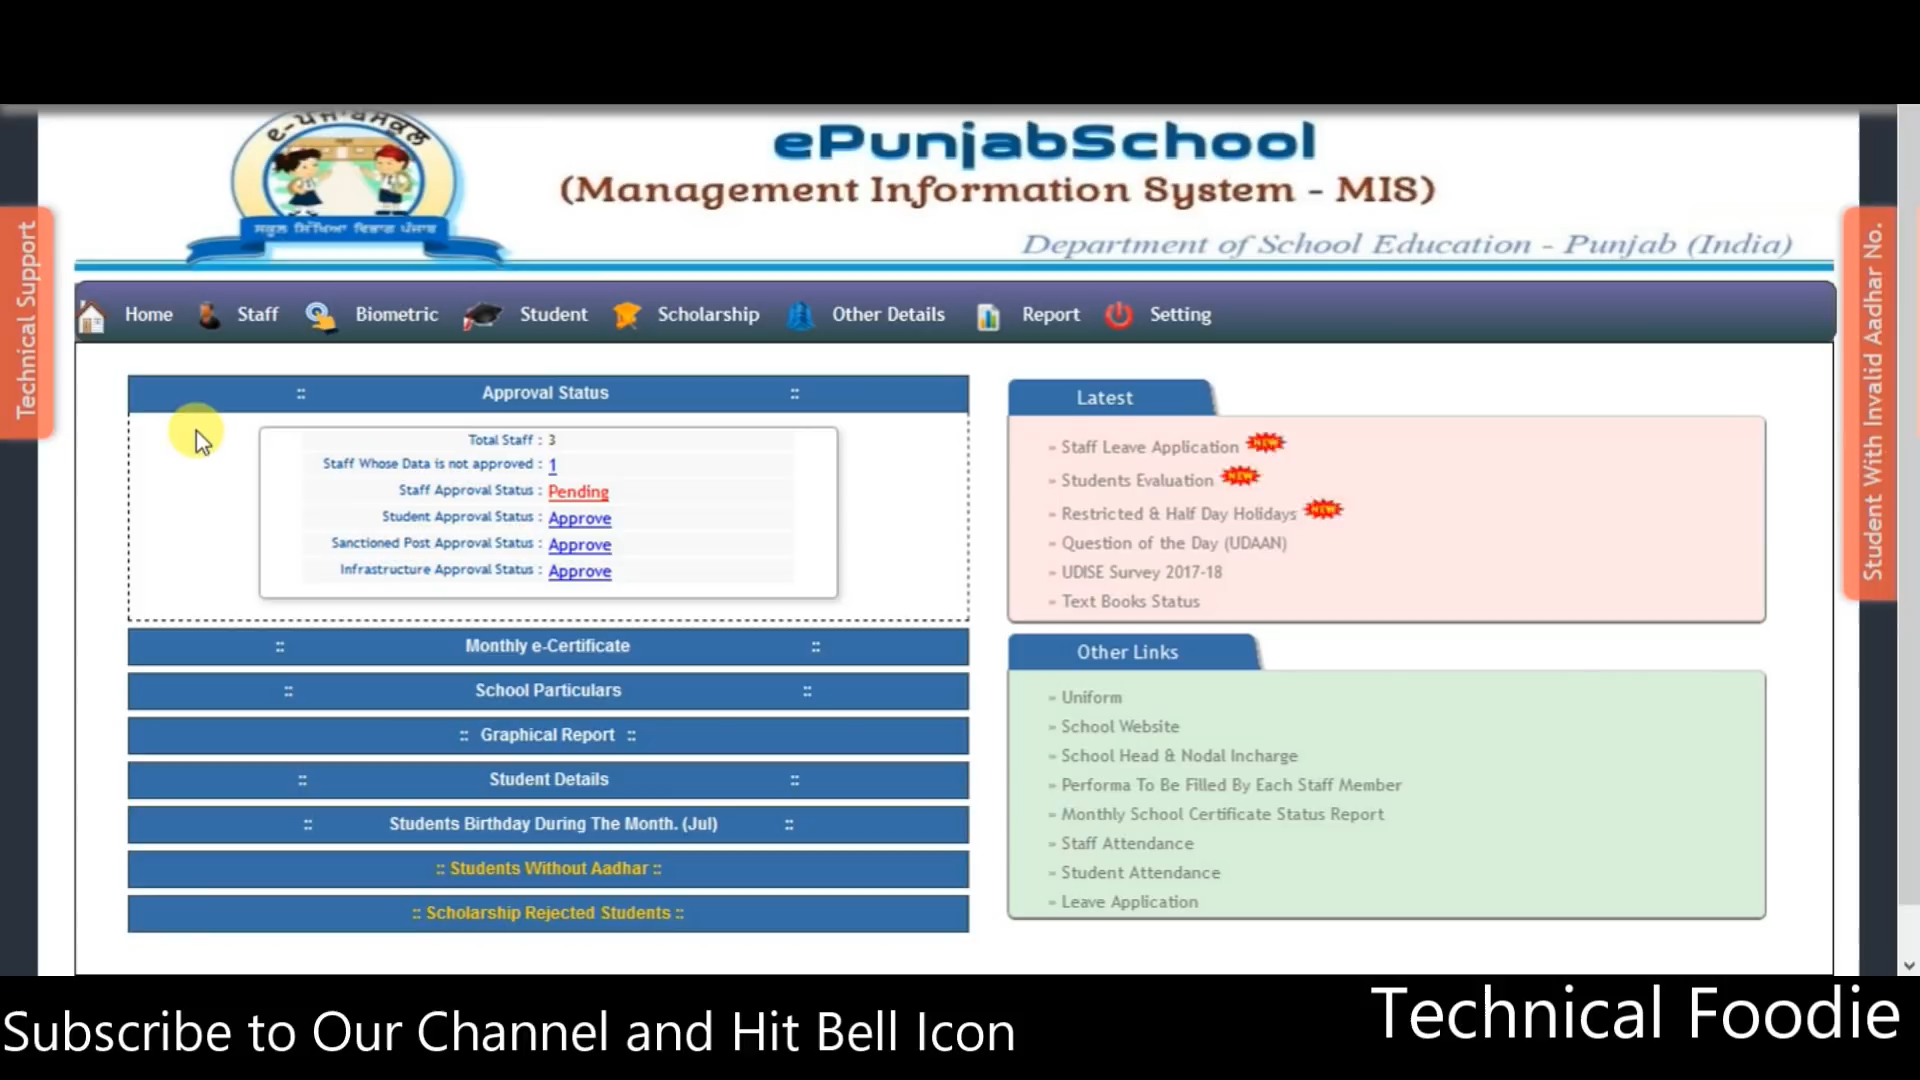 ਈ-ਪੰਜਾਬ ਸਕੂਲ
ਸਕੂਲ ਸਿੱਖਿਆ ਵਿਭਾਗ ਪੰਜਾਬ
ePunjabSchool
(Management Information System - MIS)
Department of School Education - Punjab (India)
Technical Support
Student With Invalid Aadhar No.
Home Staff Biometric Student Scholarship Other Details Report Setting
:: Approval Status ::
Total Staff : 3
Staff Whose Data is not approved : 1
Staff Approval Status : Pending
Student Approval Status : Approve
Sanctioned Post Approval Status : Approve
Infrastructure Approval Status : Approve
:: Monthly e-Certificate ::
:: School Particulars ::
:: Graphical Report ::
:: Student Details ::
:: Students Birthday During The Month. (Jul) ::
:: Students Without Aadhar ::
:: Scholarship Rejected Students ::
Latest
» Staff Leave Application NEW
» Students Evaluation NEW
» Restricted & Half Day Holidays NEW
» Question of the Day (UDAAN)
» UDISE Survey 2017-18
» Text Books Status
Other Links
» Uniform
» School Website
» School Head & Nodal Incharge
» Performa To Be Filled By Each Staff Member
» Monthly School Certificate Status Report
» Staff Attendance
» Student Attendance
» Leave Application
Subscribe to Our Channel and Hit Bell Icon
Technical Foodie